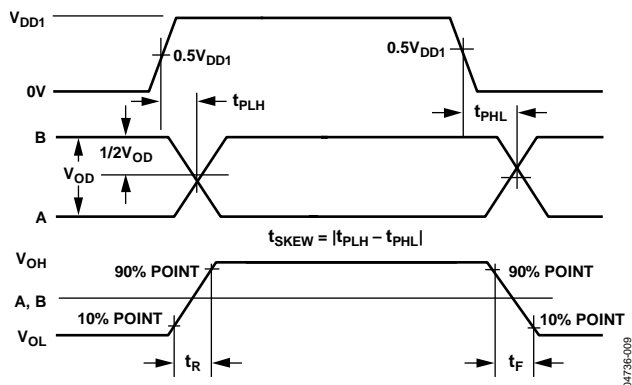 VDD1
0.5VDD1
0.5VDD1
0V
tPLH
tPHL
B
1/2VOD
VOD
A
tSKEW = |tPLH – tPHL|
VOH
90% POINT
90% POINT
A, B
10% POINT
10% POINT
VOL
tR
tF
04736-009